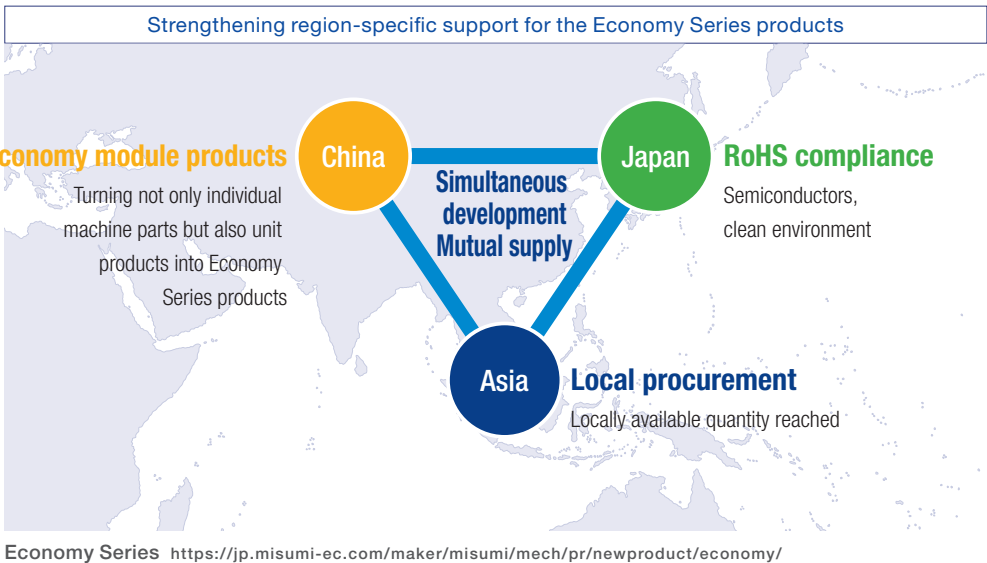 Strengthening region-specific support for the Economy Series products
conomy module products
Turning not only individual
machine parts but also unit
products into Economy
Series products
China
Simultaneous
development
Mutual supply
Japan
RoHS compliance
Semiconductors,
clean environment
Asia
Local procurement
Locally available quantity reached
Economy Series https://jp.misumi-ec.com/maker/misumi/mech/pr/newproduct/economy/